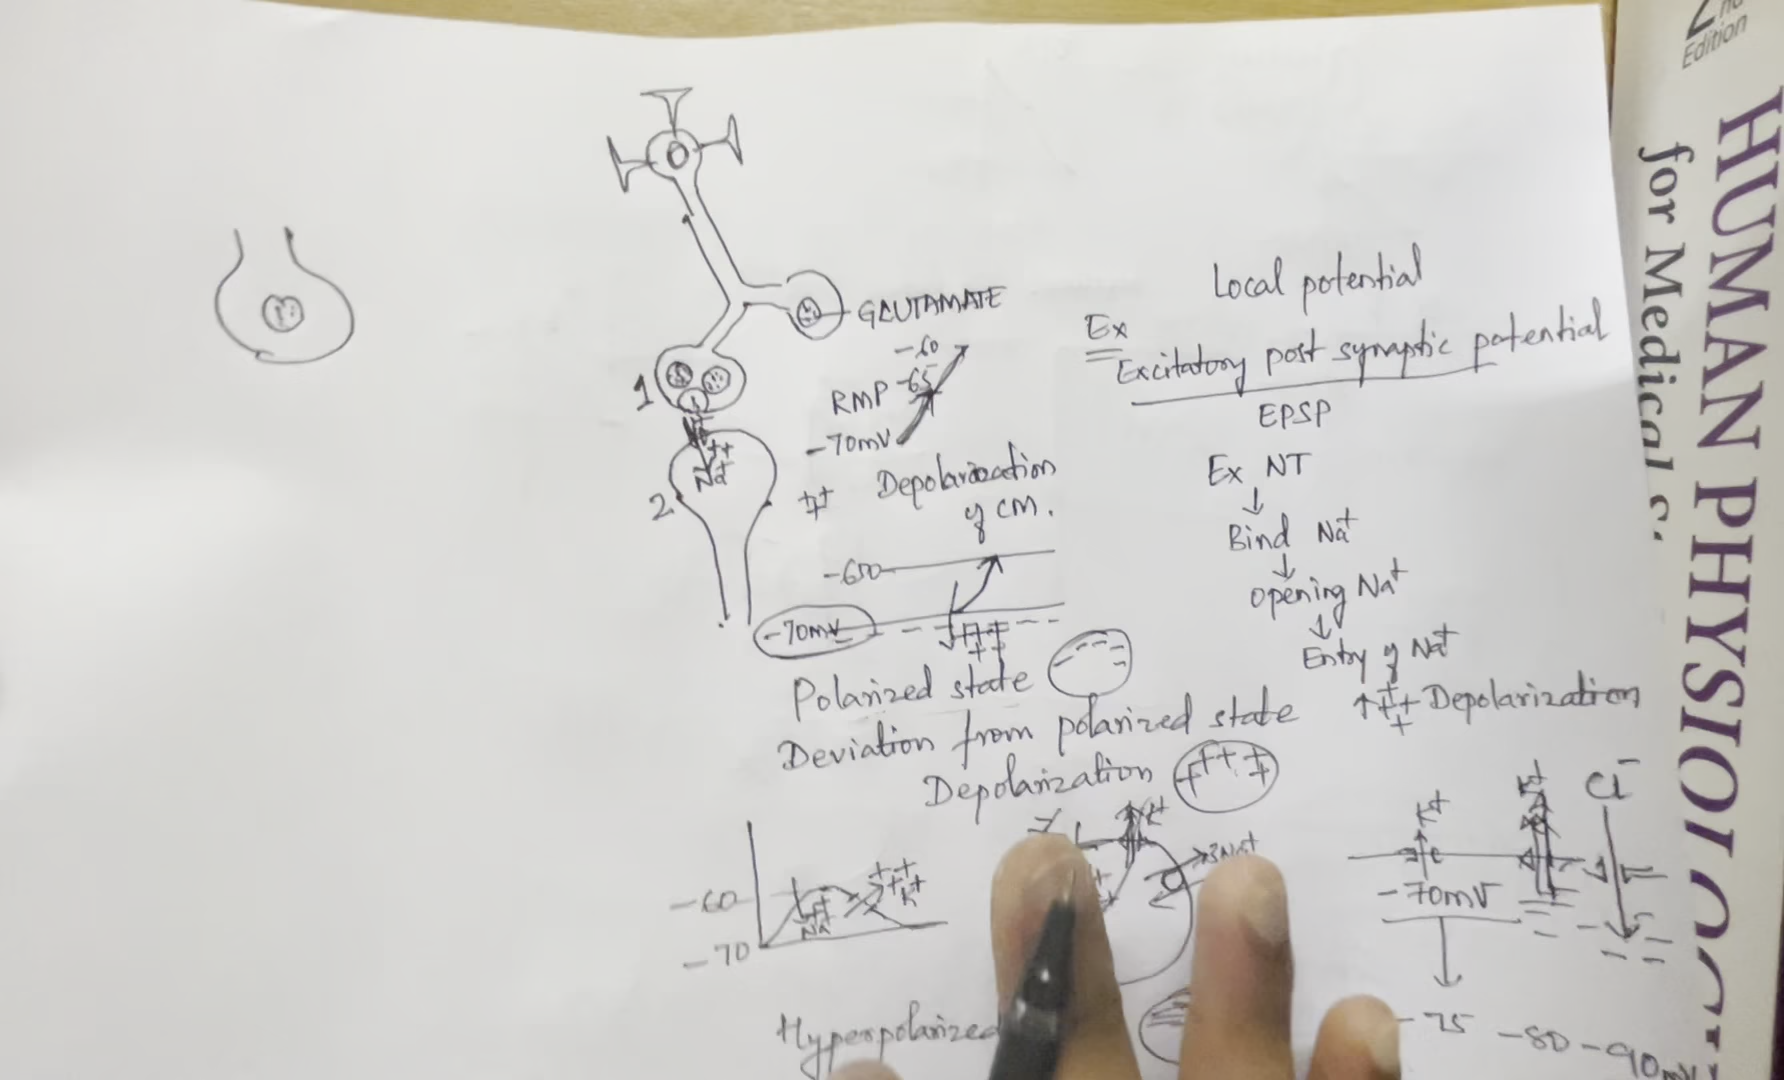 GLUTAMATE
-60
RMP -65
-70mV
1
Na+
++
2
++ Depolarization
of CM.
-650
-70mV
++
Polarized state
Deviation from polarized state
Depolarization
++++
Local potential
Ex
Excitatory post synaptic potential
EPSP
Ex NT
↓
Bind Na+
↓
Opening Na+
↓
Entry of Na+
↑+++ Depolarization
-60
-70
Na
++++
K+
K+
3Na+
K+
K+
Cl-
-70mV
-75 -80 -90mV
Hyperpolarized
2nd
Edition
HUMAN PHYSIOL
for Medical S